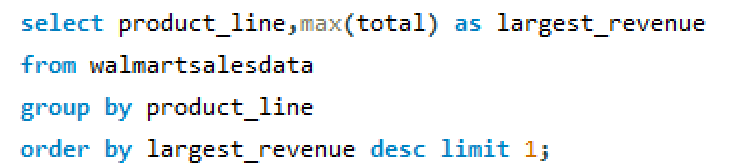 select product_line,max(total) as largest_revenue
from walmartsalesdata
group by product_line
order by largest_revenue desc limit 1;